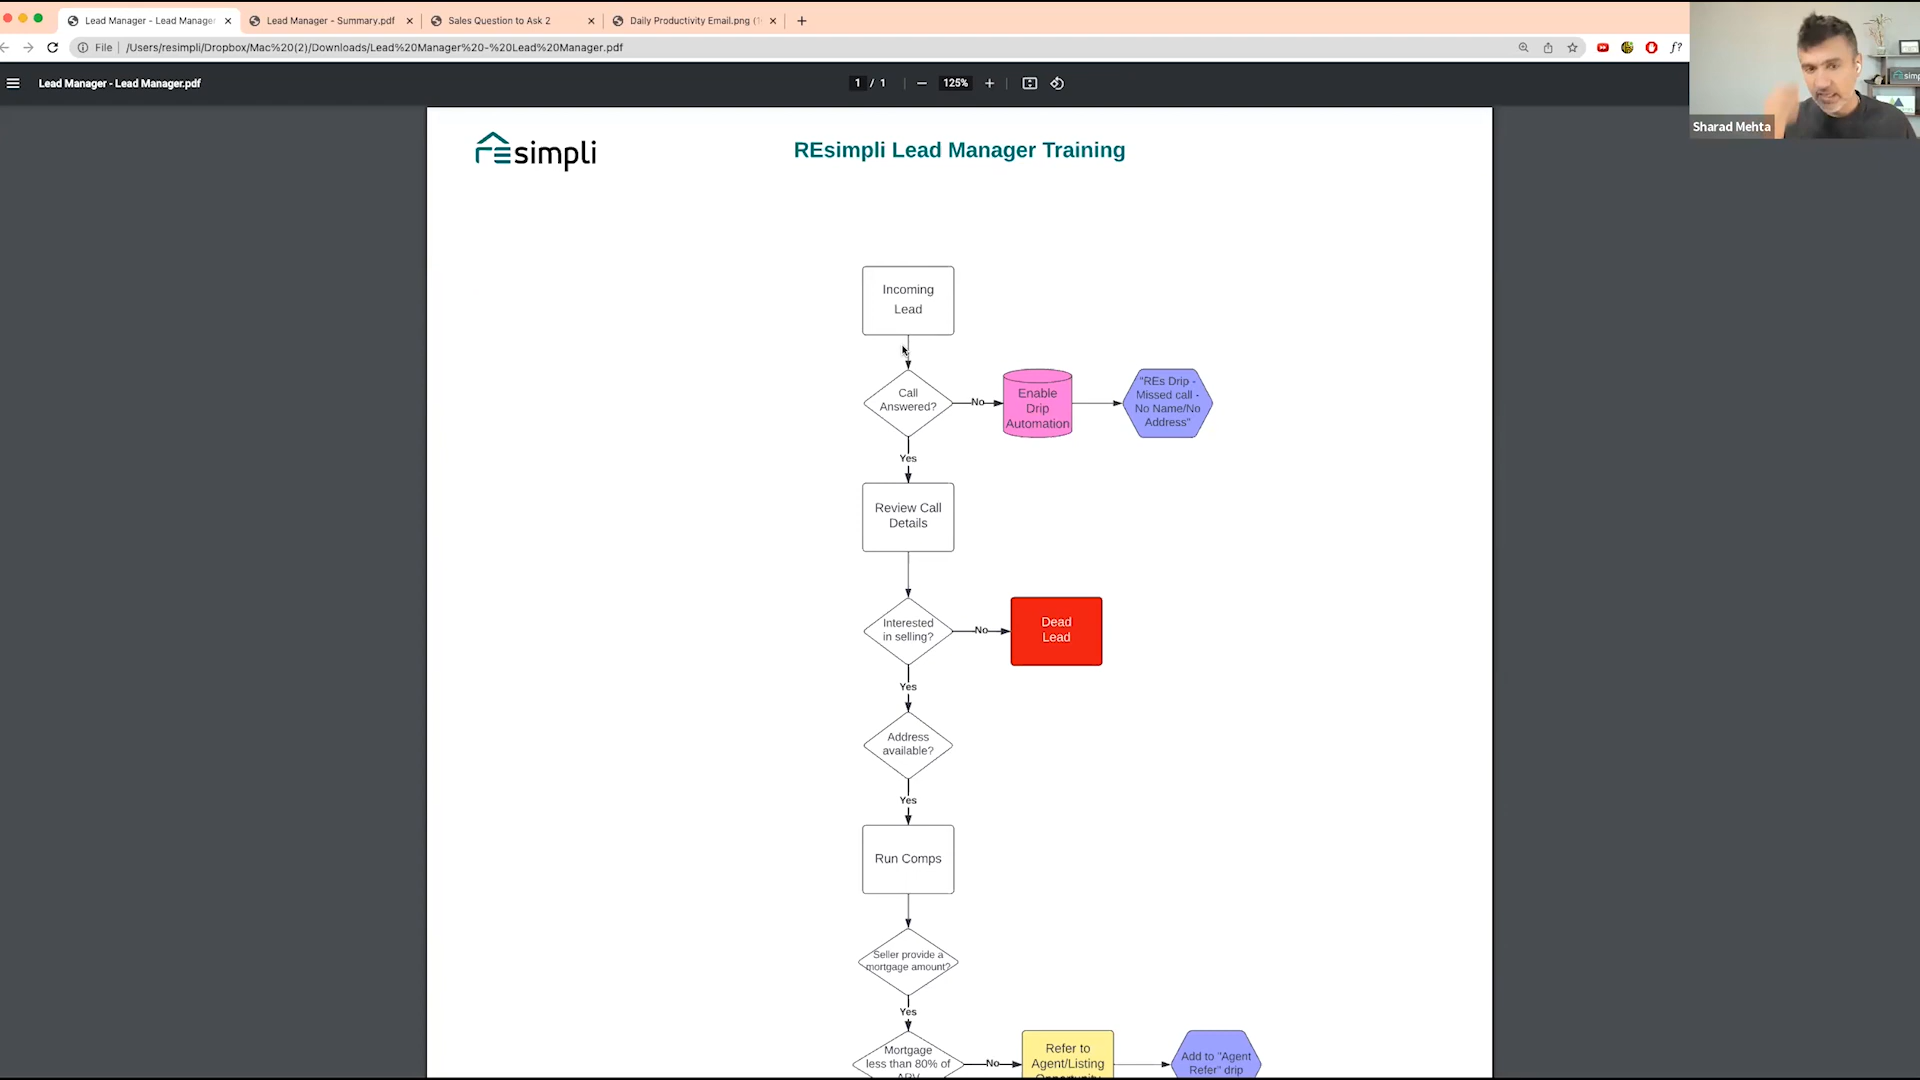 Lead Manager - Lead Manager
Lead Manager - Summary.pdf
Sales Question to Ask 2
Daily Productivity Email.png (1
File
/Users/resimpli/Dropbox/Mac%20(2)/Downloads/Lead%20Manager%20-%20Lead%20Manager.pdf
f?
Lead Manager - Lead Manager.pdf
1 / 1
125%
Sharad Mehta
REsimpli
REsimpli Lead Manager Training
Incoming
Lead
Call
Answered?
No
Enable
Drip
Automation
"REs Drip -
Missed call -
No Name/No
Address"
Yes
Review Call
Details
Interested
in selling?
No
Dead
Lead
Yes
Address
available?
Yes
Run Comps
Seller provide a
mortgage amount?
Yes
Mortgage
less than 80% of
ARV
No
Refer to
Agent/Listing
Opportunity
Add to "Agent
Refer" drip